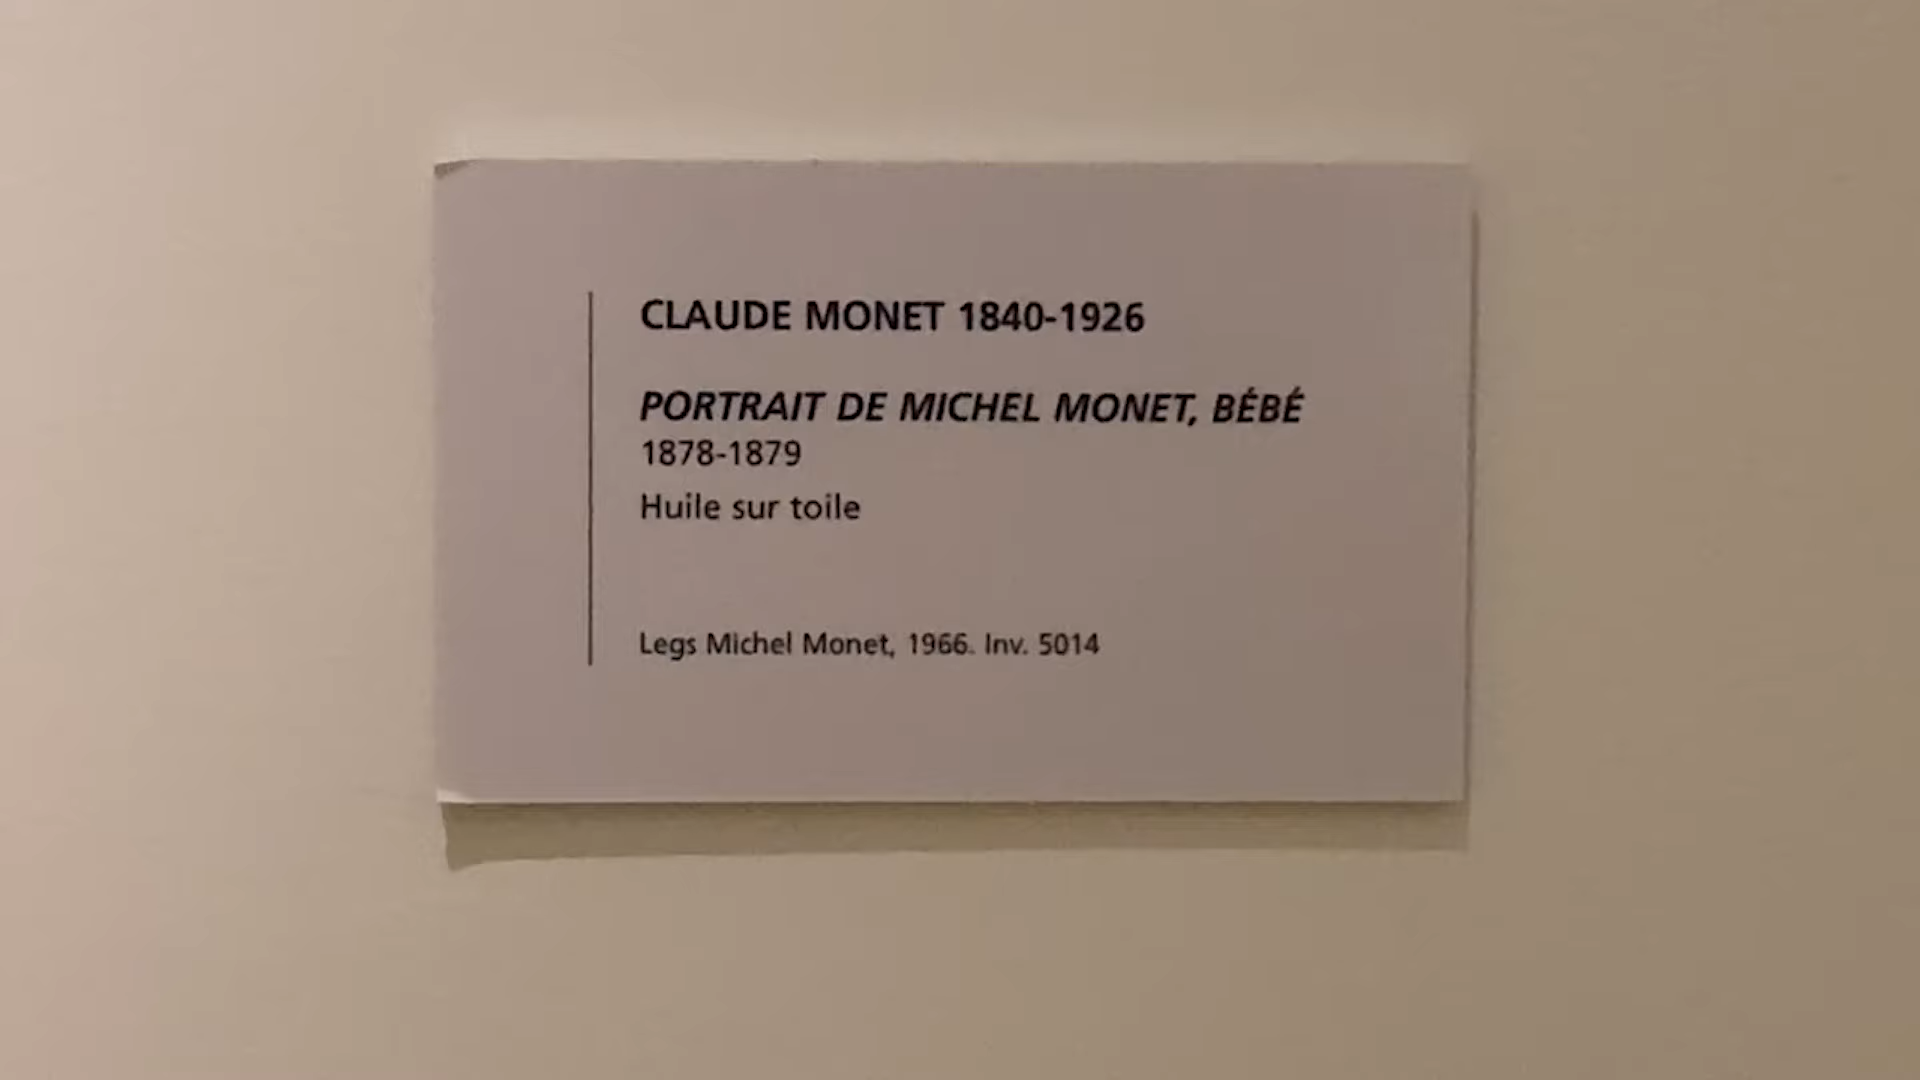 CLAUDE MONET 1840-1926
PORTRAIT DE MICHEL MONET, BÉBÉ
1878-1879
Huile sur toile
Legs Michel Monet, 1966. Inv. 5014